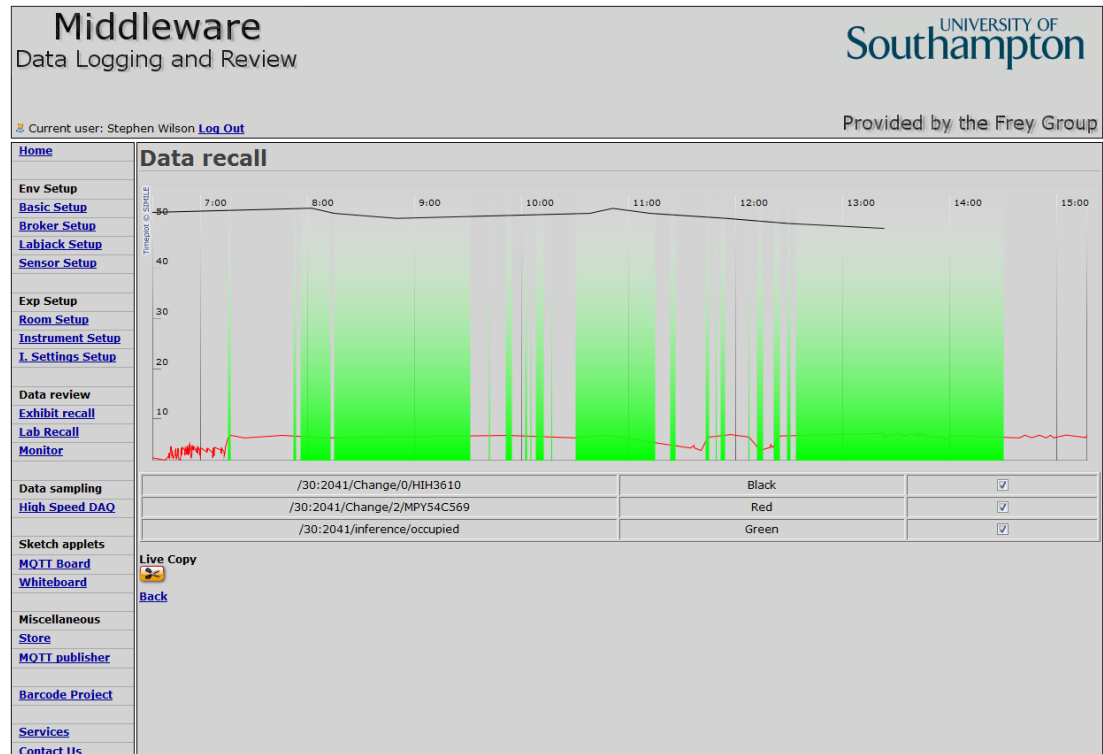 Middleware
Data Logging and Review
UNIVERSITY OF
Southampton
Current user: Stephen Wilson Log Out
Provided by the Frey Group
Home
Env Setup
Basic Setup
Broker Setup
Labjack Setup
Sensor Setup
Exp Setup
Room Setup
Instrument Setup
I. Settings Setup
Data review
Exhibit recall
Lab Recall
Monitor
Data sampling
High Speed DAQ
Sketch applets
MQTT Board
Whiteboard
Miscellaneous
Store
MQTT publisher
Barcode Project
Services
Contact Us
Data recall
Timeplot © SIMILE
7:00 8:00 9:00 10:00 11:00 12:00 13:00 14:00 15:00
50
40
30
20
10
/30:2041/Change/0/HIH3610 Black
/30:2041/Change/2/MPY54C569 Red
/30:2041/inference/occupied Green
Live Copy
Back